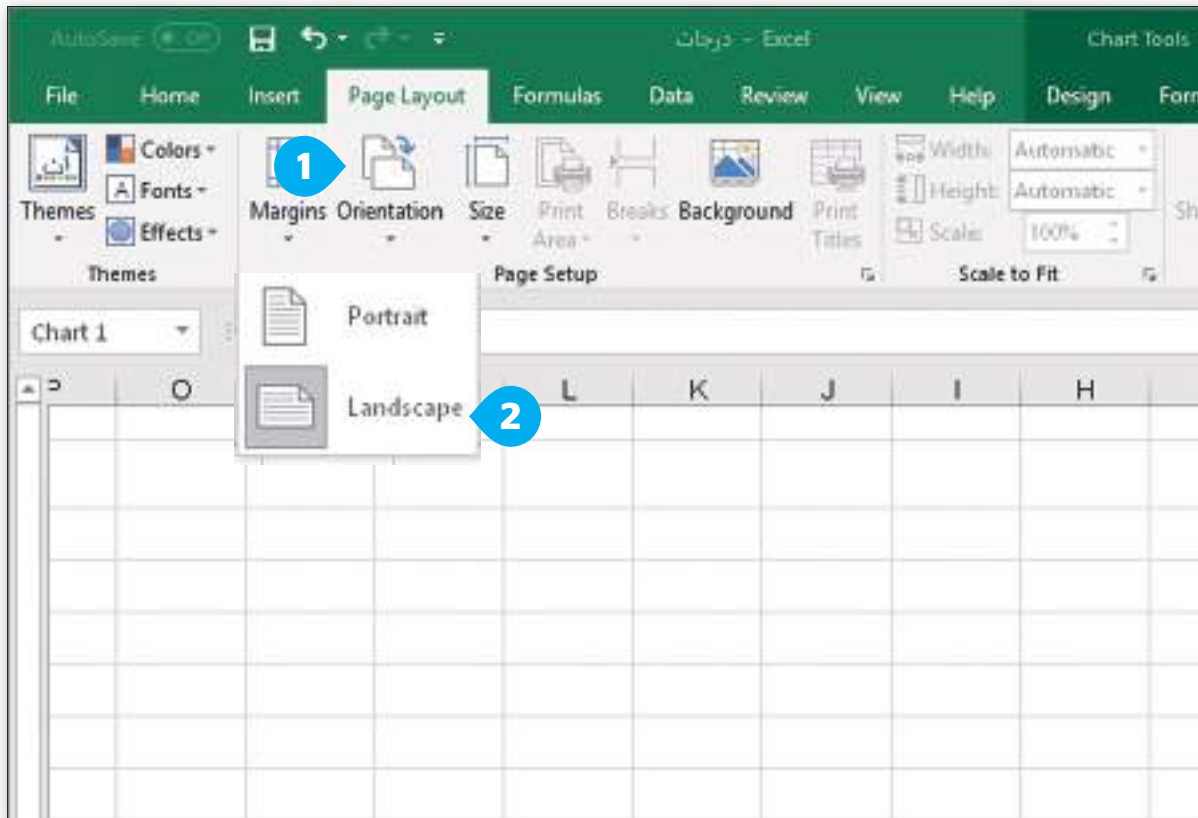 AutoSave Off درجات - Excel Chart Tools
File Home Insert Page Layout Formulas Data Review View Help Design Form
Themes Colors Fonts Effects
1
Margins Orientation Size Print Area Breaks Background Print Titles
Width: Automatic
Height: Automatic
Scale: 100%
Sh
Themes Page Setup Scale to Fit
Chart 1
Portrait
Landscape 2
P O L K J I H